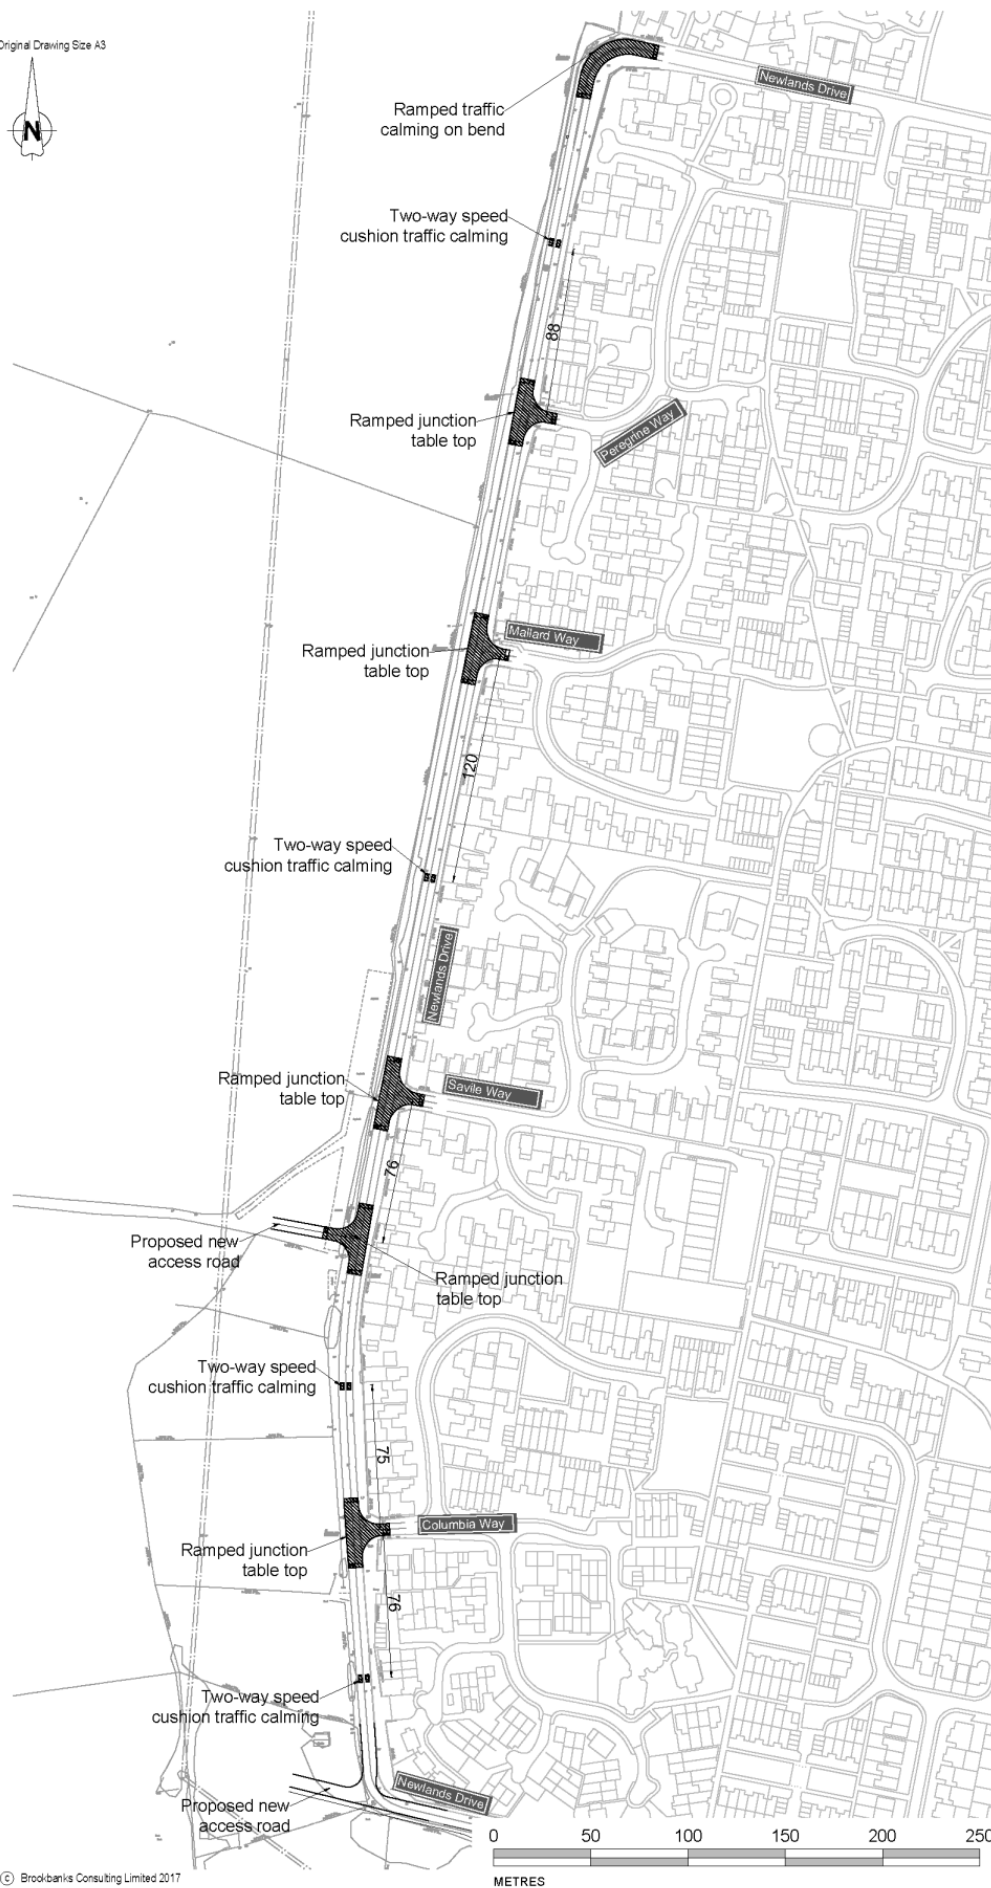 Original Drawing Size A3
N
Newlands Drive
Ramped traffic
calming on bend
Two-way speed
cushion traffic calming
88
Ramped junction
table top
Peregrine Way
Mallard Way
Ramped junction
table top
120
Two-way speed
cushion traffic calming
Newlands Drive
Ramped junction
table top
Savile Way
76
Proposed new
access road
Ramped junction
table top
Two-way speed
cushion traffic calming
75
Columbia Way
Ramped junction
table top
76
Two-way speed
cushion traffic calming
Newlands Drive
Proposed new
access road
0 50 100 150 200 250
METRES
© Brookbanks Consulting Limited 2017